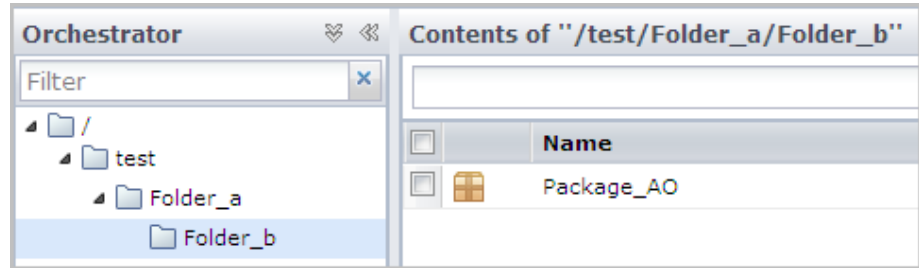 Orchestrator
Filter
/
test
Folder_a
Folder_b
Contents of "/test/Folder_a/Folder_b"
Name
Package_AO